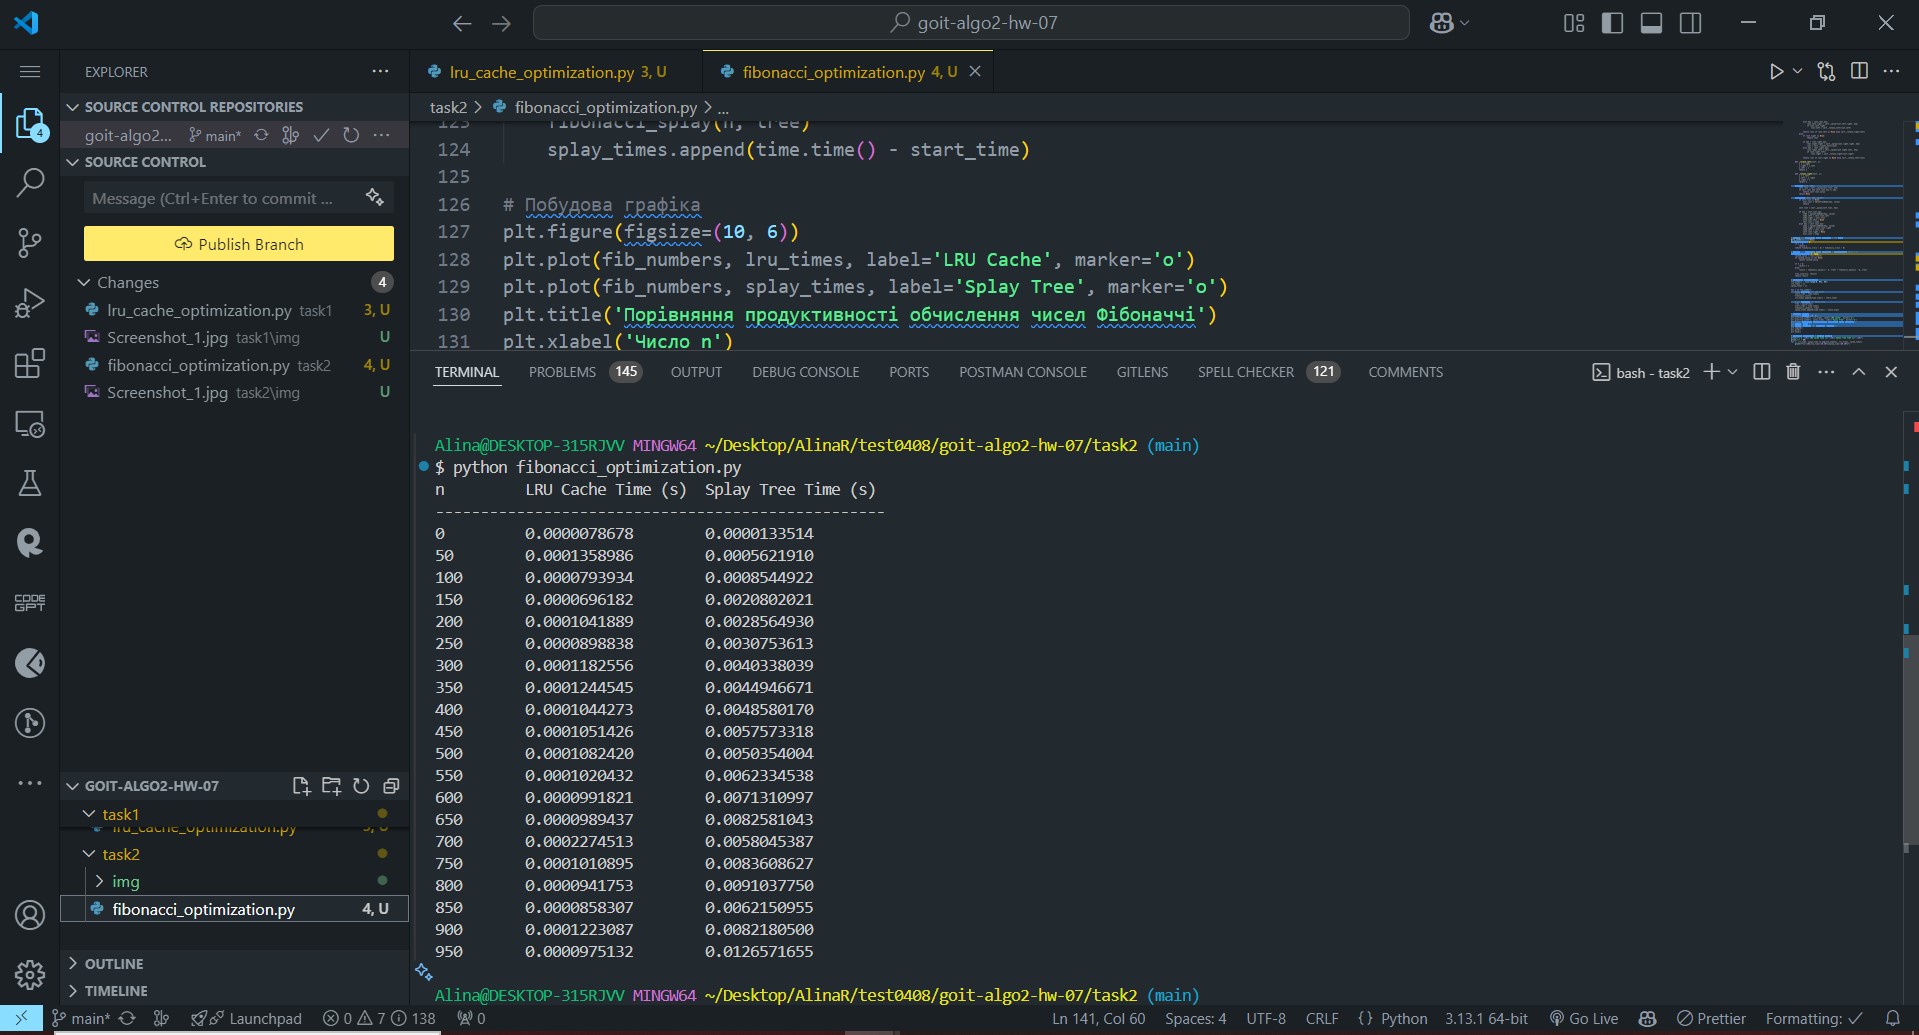 goit-algo2-hw-07
EXPLORER
lru_cache_optimization.py 3, U
fibonacci_optimization.py 4, U
SOURCE CONTROL REPOSITORIES
task2 > fibonacci_optimization.py > ...
goit-algo2... main*
SOURCE CONTROL
Message (Ctrl+Enter to commit ...
Publish Branch
Changes 4
lru_cache_optimization.py task1 3, U
Screenshot_1.jpg task1\img U
fibonacci_optimization.py task2 4, U
Screenshot_1.jpg task2\img U
123 fibonacci_splay(n, tree)
124 splay_times.append(time.time() - start_time)
125
126 # Побудова графіка
127 plt.figure(figsize=(10, 6))
128 plt.plot(fib_numbers, lru_times, label='LRU Cache', marker='o')
129 plt.plot(fib_numbers, splay_times, label='Splay Tree', marker='o')
130 plt.title('Порівняння продуктивності обчислення чисел Фібоначчі')
131 plt.xlabel('Число n')
TERMINAL PROBLEMS 145 OUTPUT DEBUG CONSOLE PORTS POSTMAN CONSOLE GITLENS SPELL CHECKER 121 COMMENTS
bash - task2
Alina@DESKTOP-315RJVV MINGW64 ~/Desktop/AlinaR/test0408/goit-algo2-hw-07/task2 (main)
$ python fibonacci_optimization.py
n LRU Cache Time (s) Splay Tree Time (s)
--------------------------------------------------
0 0.0000078678 0.0000133514
50 0.0001358986 0.0005621910
100 0.0000793934 0.0008544922
150 0.0000696182 0.0020802021
200 0.0001041889 0.0028564930
250 0.0000898838 0.0030753613
300 0.0001182556 0.0040338039
350 0.0001244545 0.0044946671
400 0.0001044273 0.0048580170
450 0.0001051426 0.0057573318
500 0.0001082420 0.0050354004
550 0.0001020432 0.0062334538
600 0.0000991821 0.0071310997
650 0.0000989437 0.0082581043
700 0.0002274513 0.0058045387
750 0.0001010895 0.0083608627
800 0.0000941753 0.0091037750
850 0.0000858307 0.0062150955
900 0.0001223087 0.0082180500
950 0.0000975132 0.0126571655
Alina@DESKTOP-315RJVV MINGW64 ~/Desktop/AlinaR/test0408/goit-algo2-hw-07/task2 (main)
4
CODE
GPT
GOIT-ALGO2-HW-07
task1
lru_cache_optimization.py 3, U
task2
img
fibonacci_optimization.py 4, U
OUTLINE
TIMELINE
main* Launchpad 0 7 138 0
Ln 141, Col 60 Spaces: 4 UTF-8 CRLF {} Python 3.13.1 64-bit Go Live Prettier Formatting: